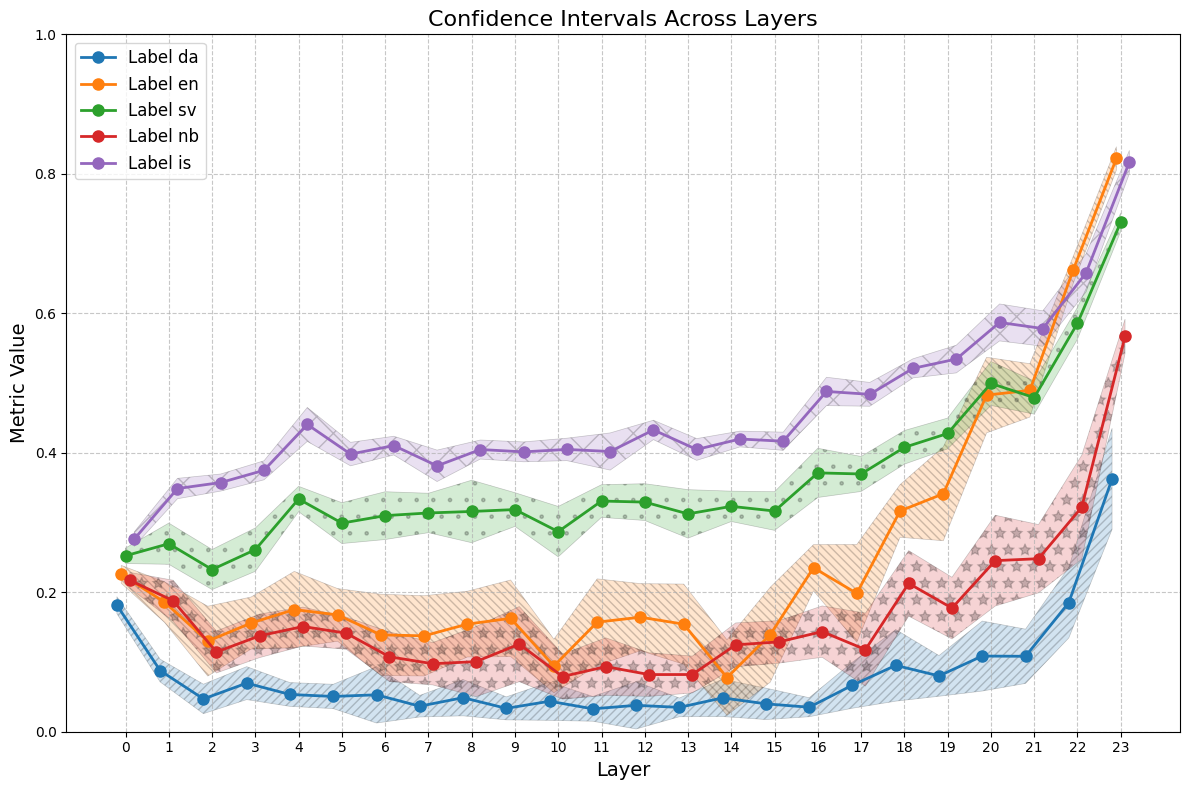 Confidence Intervals Across Layers
Metric Value
1.0
0.8
0.6
0.4
0.2
0.0
Label da
Label en
Label sv
Label nb
Label is
0 1 2 3 4 5 6 7 8 9 10 11 12 13 14 15 16 17 18 19 20 21 22 23
Layer